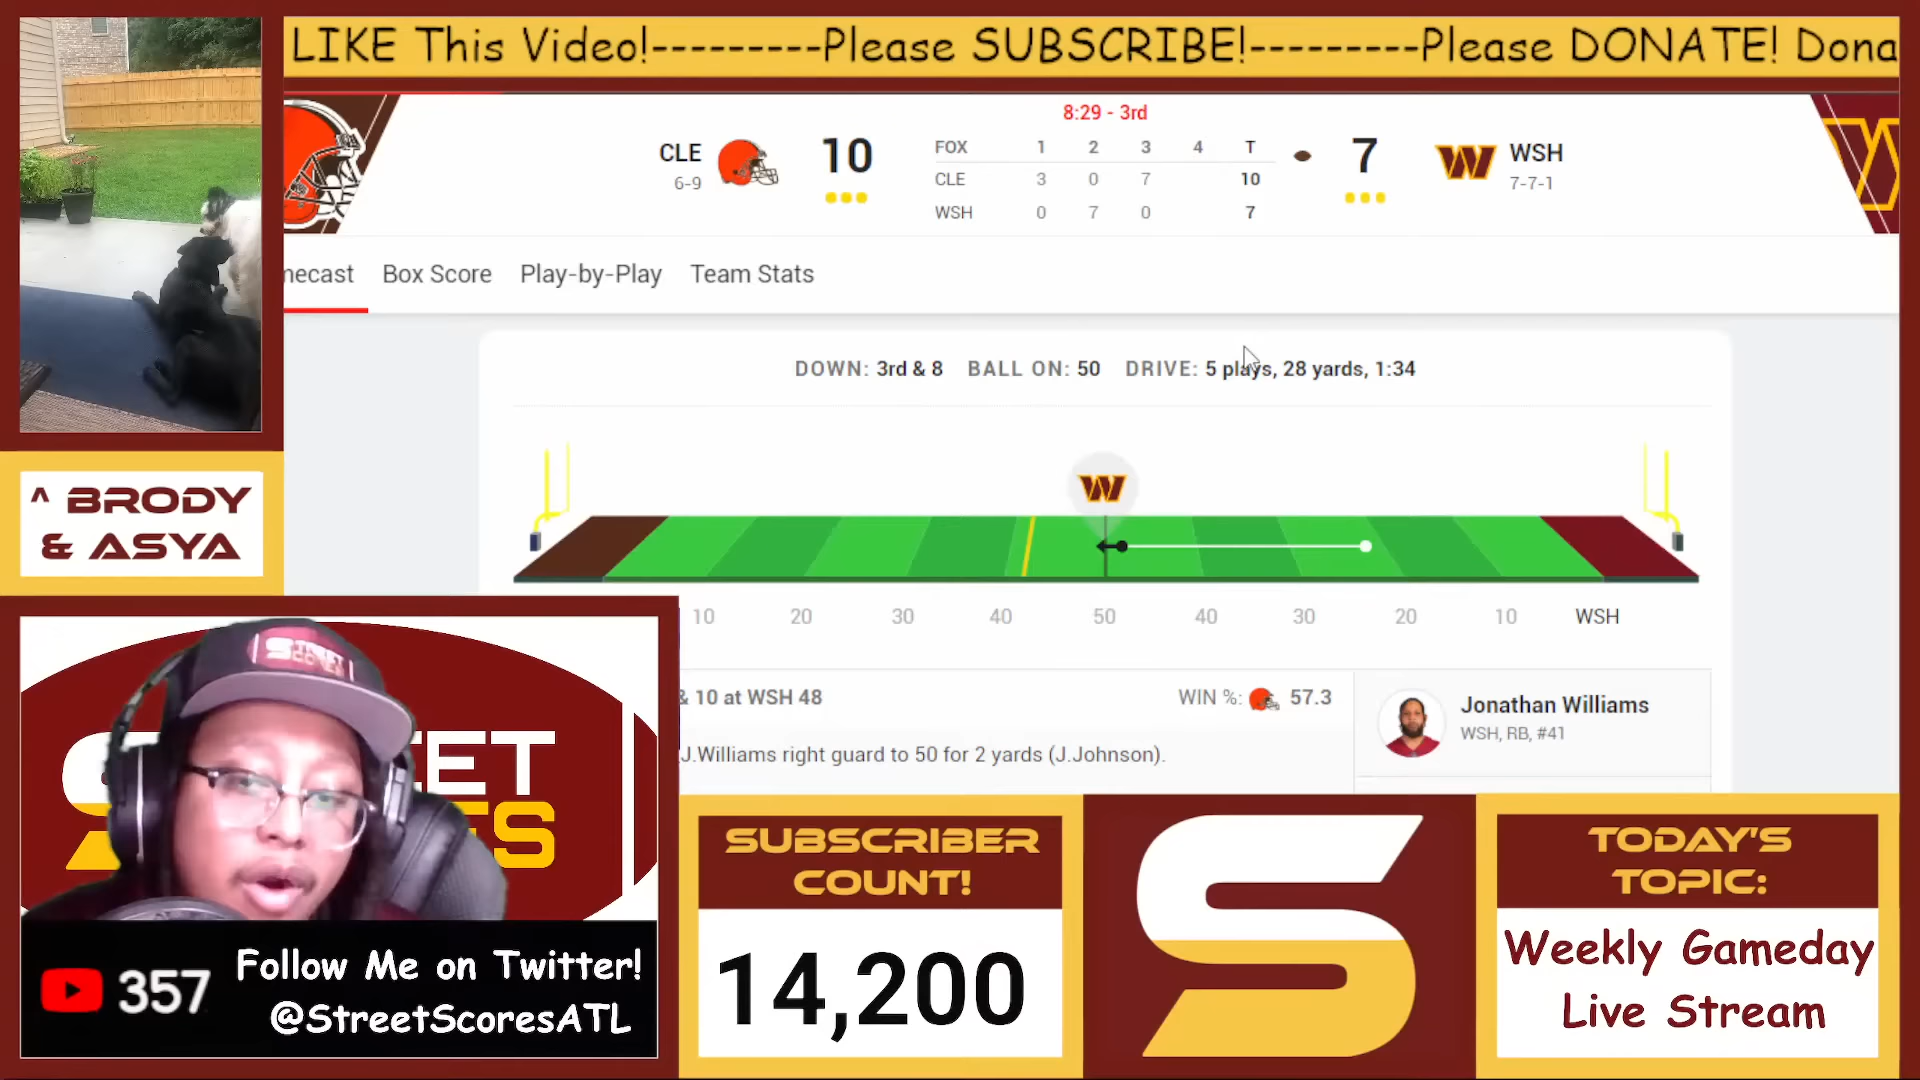 LIKE This Video!---------Please SUBSCRIBE!---------Please DONATE! Dona
8:29 - 3rd
CLE
6-9
10
FOX 1 2 3 4 T
CLE 3 0 7 10
WSH 0 7 0 7
7
WSH
7-7-1
necast Box Score Play-by-Play Team Stats
DOWN: 3rd & 8 BALL ON: 50 DRIVE: 5 plays, 28 yards, 1:34
W
10 20 30 40 50 40 30 20 10 WSH
& 10 at WSH 48
WIN %: 57.3
J.Williams right guard to 50 for 2 yards (J.Johnson).
Jonathan Williams
WSH, RB, #41
^ BRODY
& ASYA
STREET
EET
ES
357
Follow Me on Twitter!
@StreetScoresATL
SUBSCRIBER
COUNT!
14,200
S
TODAY'S
TOPIC:
Weekly Gameday
Live Stream